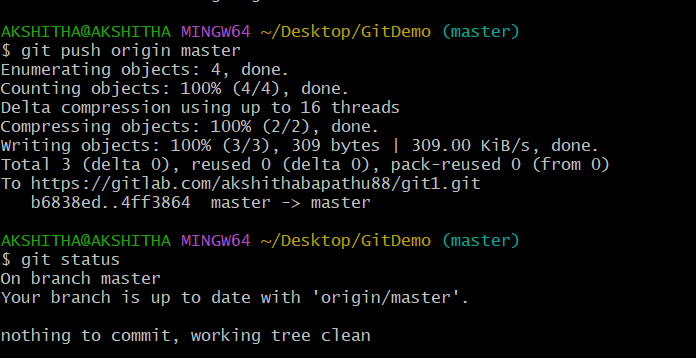 AKSHITHA@AKSHITHA MINGW64 ~/Desktop/GitDemo (master)
$ git push origin master
Enumerating objects: 4, done.
Counting objects: 100% (4/4), done.
Delta compression using up to 16 threads
Compressing objects: 100% (2/2), done.
Writing objects: 100% (3/3), 309 bytes | 309.00 KiB/s, done.
Total 3 (delta 0), reused 0 (delta 0), pack-reused 0 (from 0)
To https://gitlab.com/akshithabapathu88/git1.git
   b6838ed..4ff3864  master -> master
AKSHITHA@AKSHITHA MINGW64 ~/Desktop/GitDemo (master)
$ git status
On branch master
Your branch is up to date with 'origin/master'.
nothing to commit, working tree clean